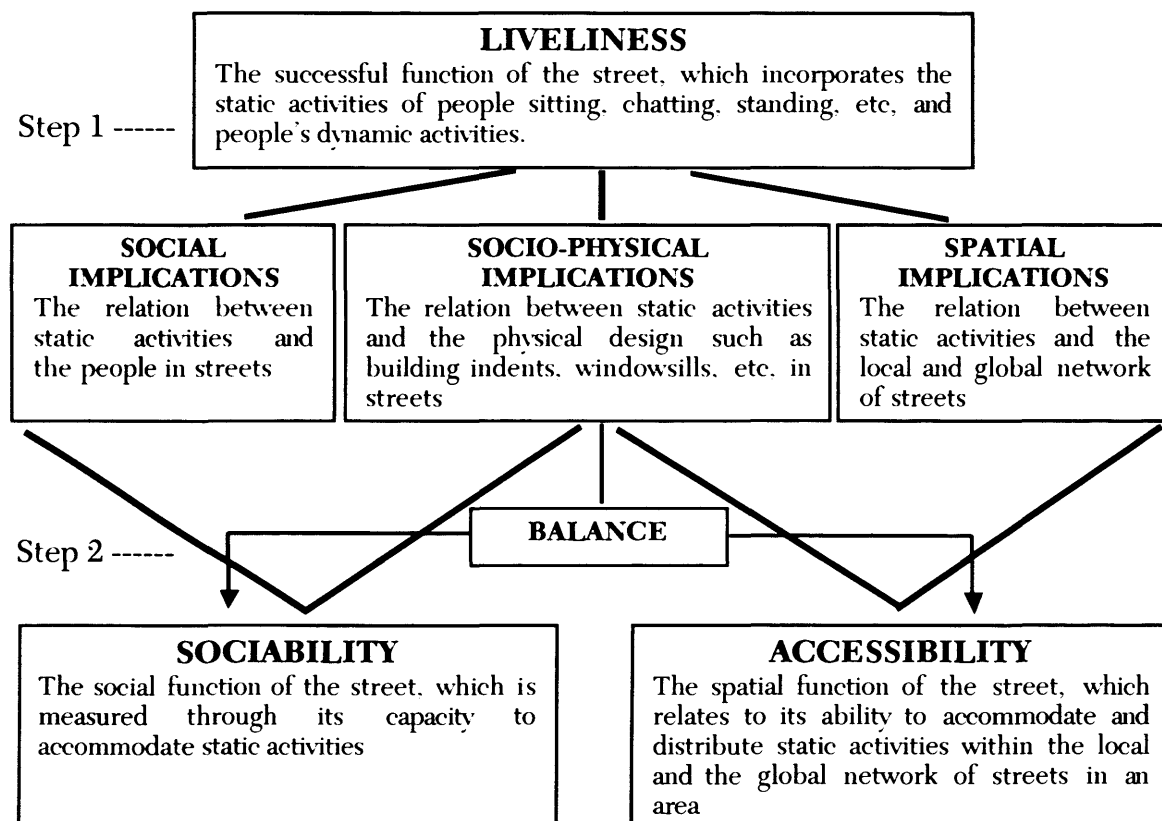 LIVELINESS
The successful function of the street, which incorporates the
static activities of people sitting, chatting, standing, etc, and
people's dynamic activities.
Step 1 ------
SOCIAL
IMPLICATIONS
The relation between
static activities and
the people in streets
SOCIO-PHYSICAL
IMPLICATIONS
The relation between static activities
and the physical design such as
building indents, windowsills, etc, in
streets
SPATIAL
IMPLICATIONS
The relation between
static activities and the
local and global network
of streets
BALANCE
Step 2 ------
SOCIABILITY
The social function of the street, which is
measured through its capacity to
accommodate static activities
ACCESSIBILITY
The spatial function of the street, which
relates to its ability to accommodate and
distribute static activities within the local
and the global network of streets in an
area